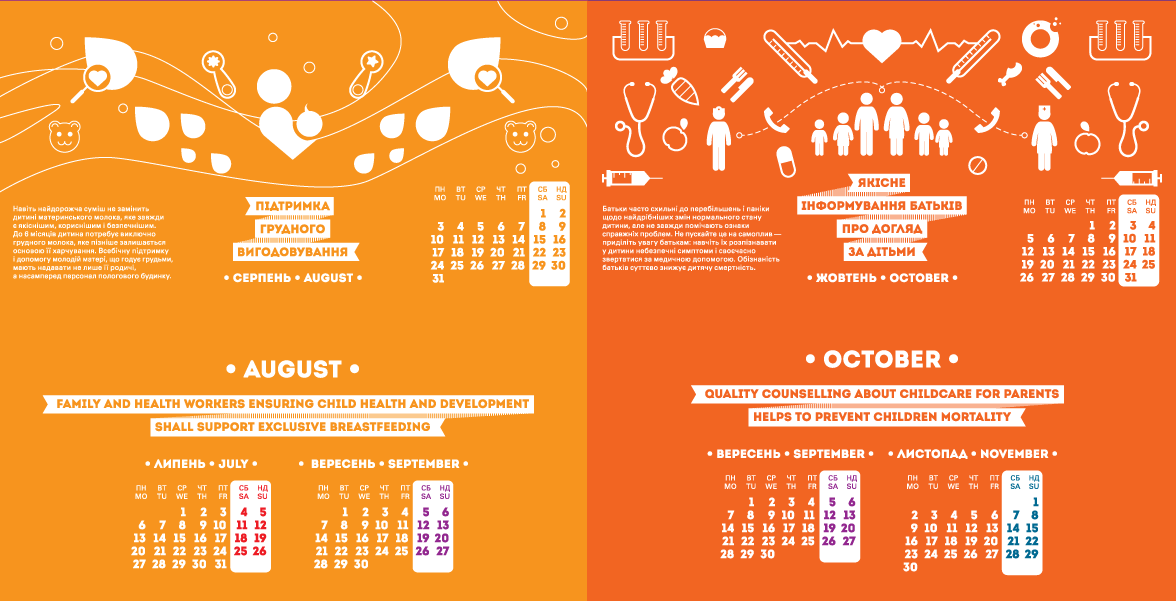 Навіть найдорожча суміш не замінить
дитині материнського молока, яке завжди
є якіснішим, кориснішим і безпечнішим.
До 6 місяців дитина потребує виключно
грудного молока, яке пізніше залишається
основою її харчування. Всебічну підтримку
і допомогу молодій матері, що годує грудьми,
мають надавати не лише її родичі,
а насамперед персонал пологового будинку.
ПІДТРИМКА
ГРУДНОГО
ВИГОДОВУВАННЯ
• СЕРПЕНЬ • AUGUST •
ПН ВТ СР ЧТ ПТ СБ НД
MO TU WE TH FR SA SU
1 2
3 4 5 6 7 8 9
10 11 12 13 14 15 16
17 18 19 20 21 22 23
24 25 26 27 28 29 30
31
• AUGUST •
FAMILY AND HEALTH WORKERS ENSURING CHILD HEALTH AND DEVELOPMENT
SHALL SUPPORT EXCLUSIVE BREASTFEEDING
• ЛИПЕНЬ • JULY •
ПН ВТ СР ЧТ ПТ СБ НД
MO TU WE TH FR SA SU
1 2 3 4 5
6 7 8 9 10 11 12
13 14 15 16 17 18 19
20 21 22 23 24 25 26
27 28 29 30 31
• ВЕРЕСЕНЬ • SEPTEMBER •
ПН ВТ СР ЧТ ПТ СБ НД
MO TU WE TH FR SA SU
1 2 3 4 5 6
7 8 9 10 11 12 13
14 15 16 17 18 19 20
21 22 23 24 25 26 27
28 29 30
Батьки часто схильні до перебільшень і паніки
щодо найдрібніших змін нормального стану
дитини, але не завжди помічають ознаки
справжніх проблем. Не пускайте це на самоплив —
приділіть увагу батькам: навчіть їх розпізнавати
у дитини небезпечні симптоми і своєчасно
звертатися за медичною допомогою. Обізнаність
батьків суттєво знижує дитячу смертність.
ЯКІСНЕ
ІНФОРМУВАННЯ БАТЬКІВ
ПРО ДОГЛЯД
ЗА ДІТЬМИ
• ЖОВТЕНЬ • OCTOBER •
ПН ВТ СР ЧТ ПТ СБ НД
MO TU WE TH FR SA SU
1 2 3 4
5 6 7 8 9 10 11
12 13 14 15 16 17 18
19 20 21 22 23 24 25
26 27 28 29 30 31
• OCTOBER •
QUALITY COUNSELLING ABOUT CHILDCARE FOR PARENTS
HELPS TO PREVENT CHILDREN MORTALITY
• ВЕРЕСЕНЬ • SEPTEMBER •
ПН ВТ СР ЧТ ПТ СБ НД
MO TU WE TH FR SA SU
1 2 3 4 5 6
7 8 9 10 11 12 13
14 15 16 17 18 19 20
21 22 23 24 25 26 27
28 29 30
• ЛИСТОПАД • NOVEMBER •
ПН ВТ СР ЧТ ПТ СБ НД
MO TU WE TH FR SA SU
1
2 3 4 5 6 7 8
9 10 11 12 13 14 15
16 17 18 19 20 21 22
23 24 25 26 27 28 29
30